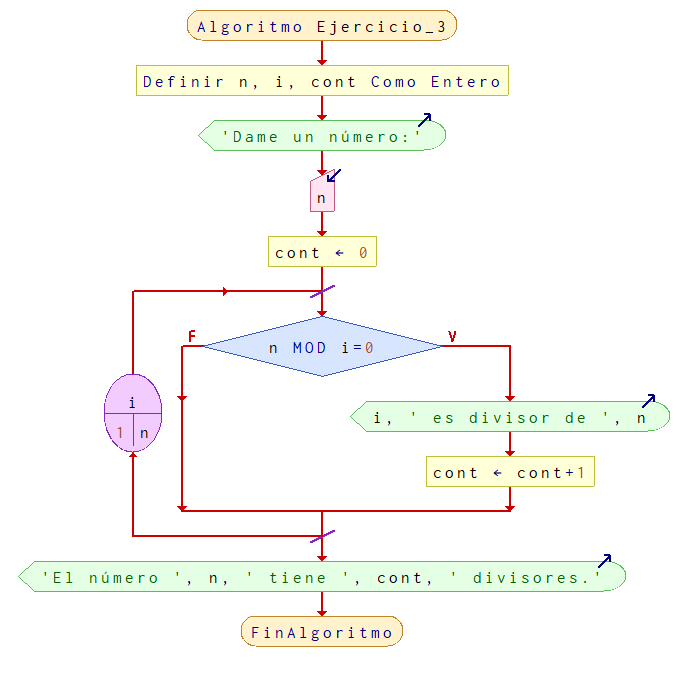 Algoritmo Ejercicio_3
Definir n, i, cont Como Entero
'Dame un número:'
n
cont ← 0
F
n MOD i=0
V
i
1 n
i, ' es divisor de ', n
cont ← cont+1
'El número ', n, ' tiene ', cont, ' divisores.'
FinAlgoritmo